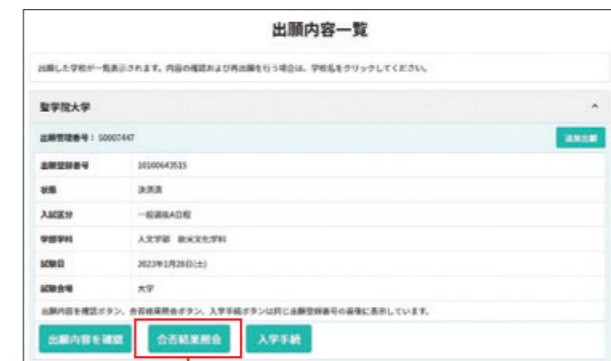 出願内容一覧
出願した学校が一覧表示されます。内容の確認および再出願を行う場合は、学校名をクリックしてください。
聖学院大学
出願管理番号： S0007447
追加出願
出願登録番号 10100643515
状態 決済済
入試区分 一般選抜A日程
学部学科 人文学部 欧米文化学科
試験日 2023年1月28日(土)
試験会場 大学
出願内容を確認ボタン、合否結果照会ボタン、入学手続ボタンは同じ出願登録番号の最後に表示しています。
出願内容を確認 合否結果照会 入学手続